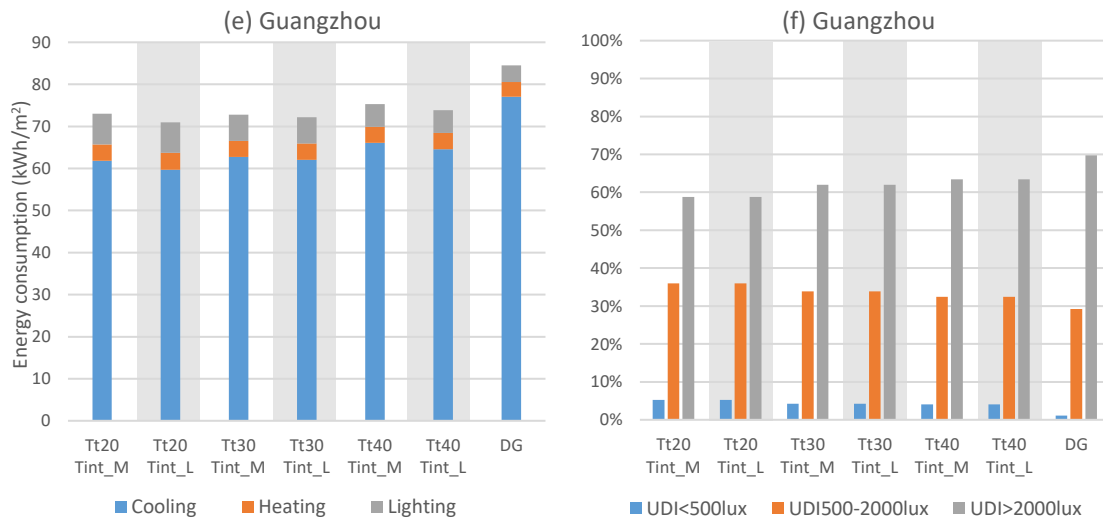 (e) Guangzhou
Energy consumption (kWh/m²)
90
80
70
60
50
40
30
20
10
0
Tt20 Tt20 Tt30 Tt30 Tt40 Tt40 DG
Tint_M Tint_L Tint_M Tint_L Tint_M Tint_L
Cooling Heating Lighting
(f) Guangzhou
100%
90%
80%
70%
60%
50%
40%
30%
20%
10%
0%
Tt20 Tt20 Tt30 Tt30 Tt40 Tt40 DG
Tint_M Tint_L Tint_M Tint_L Tint_M Tint_L
UDI<500lux UDI500-2000lux UDI>2000lux